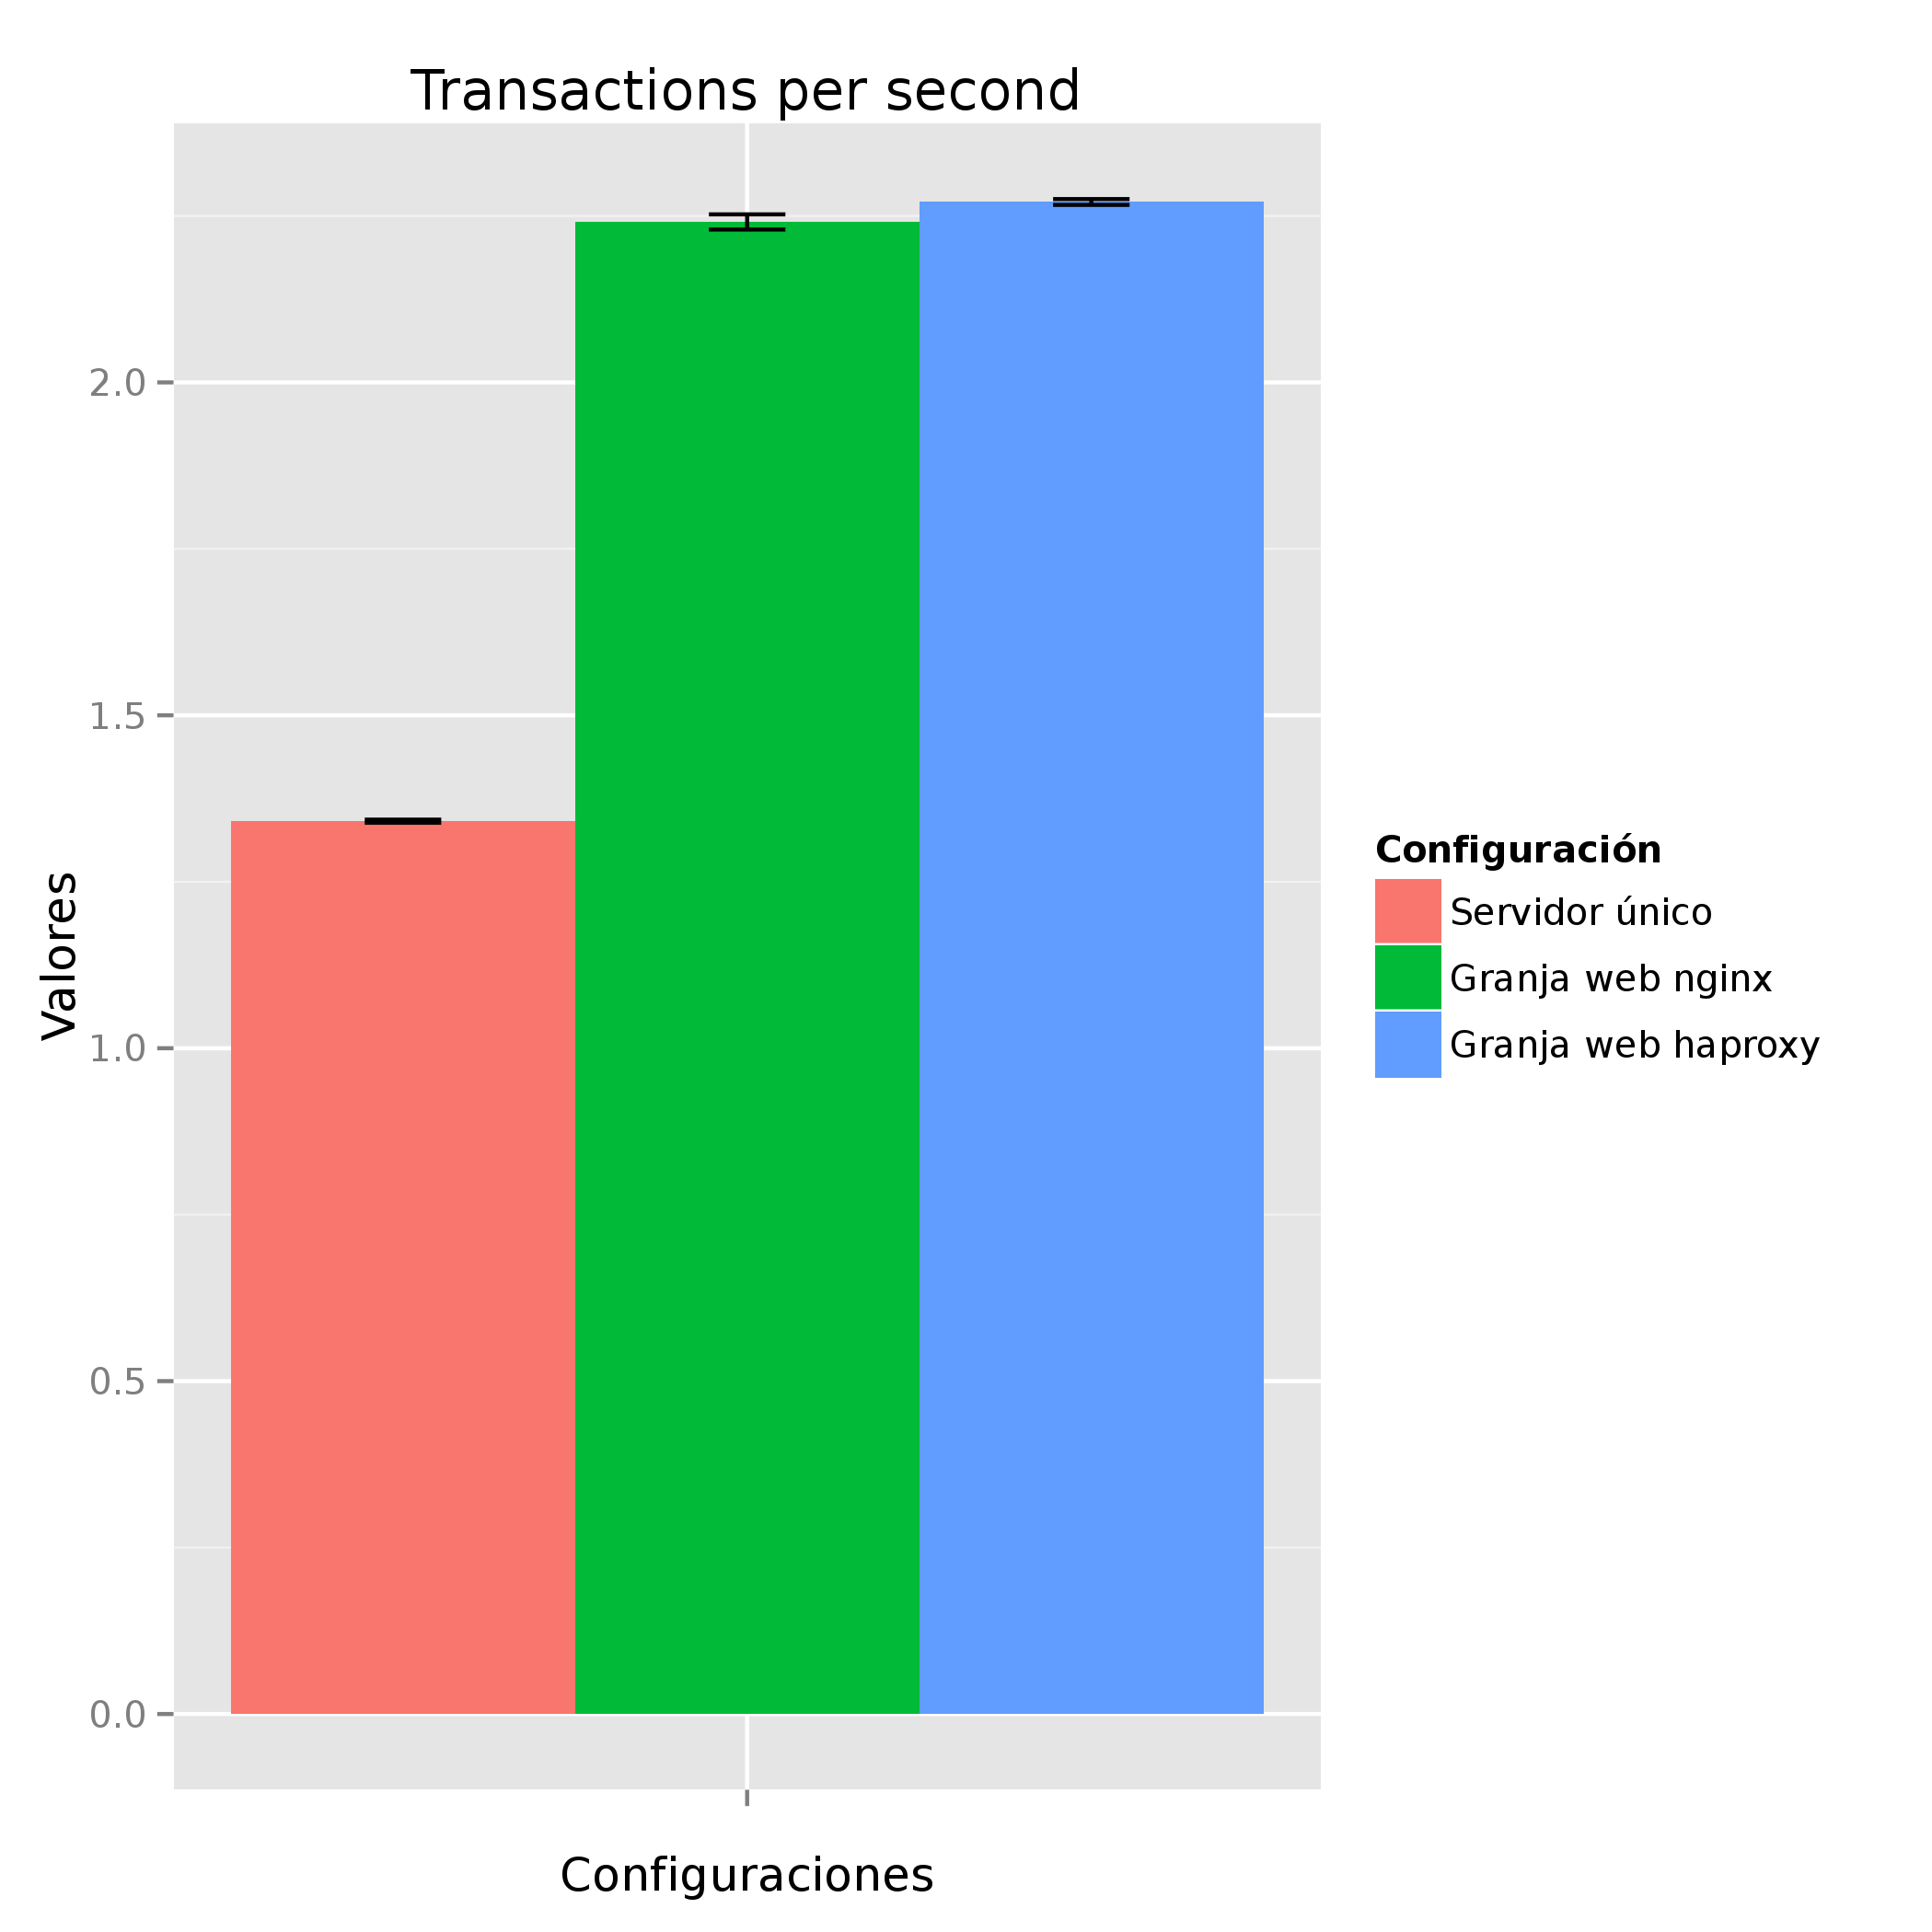 Transactions per second
Valores
2.0
1.5
1.0
0.5
0.0
Configuraciones
Configuración
Servidor único
Granja web nginx
Granja web haproxy